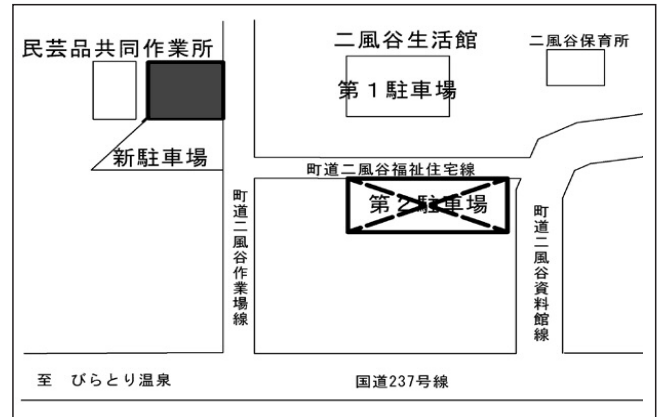 民芸品共同作業所
二風谷生活館
二風谷保育所
第１駐車場
新駐車場
町道二風谷福祉住宅線
第２駐車場
町道二風谷作業場線
町道二風谷資料館線
至　びらとり温泉
国道237号線